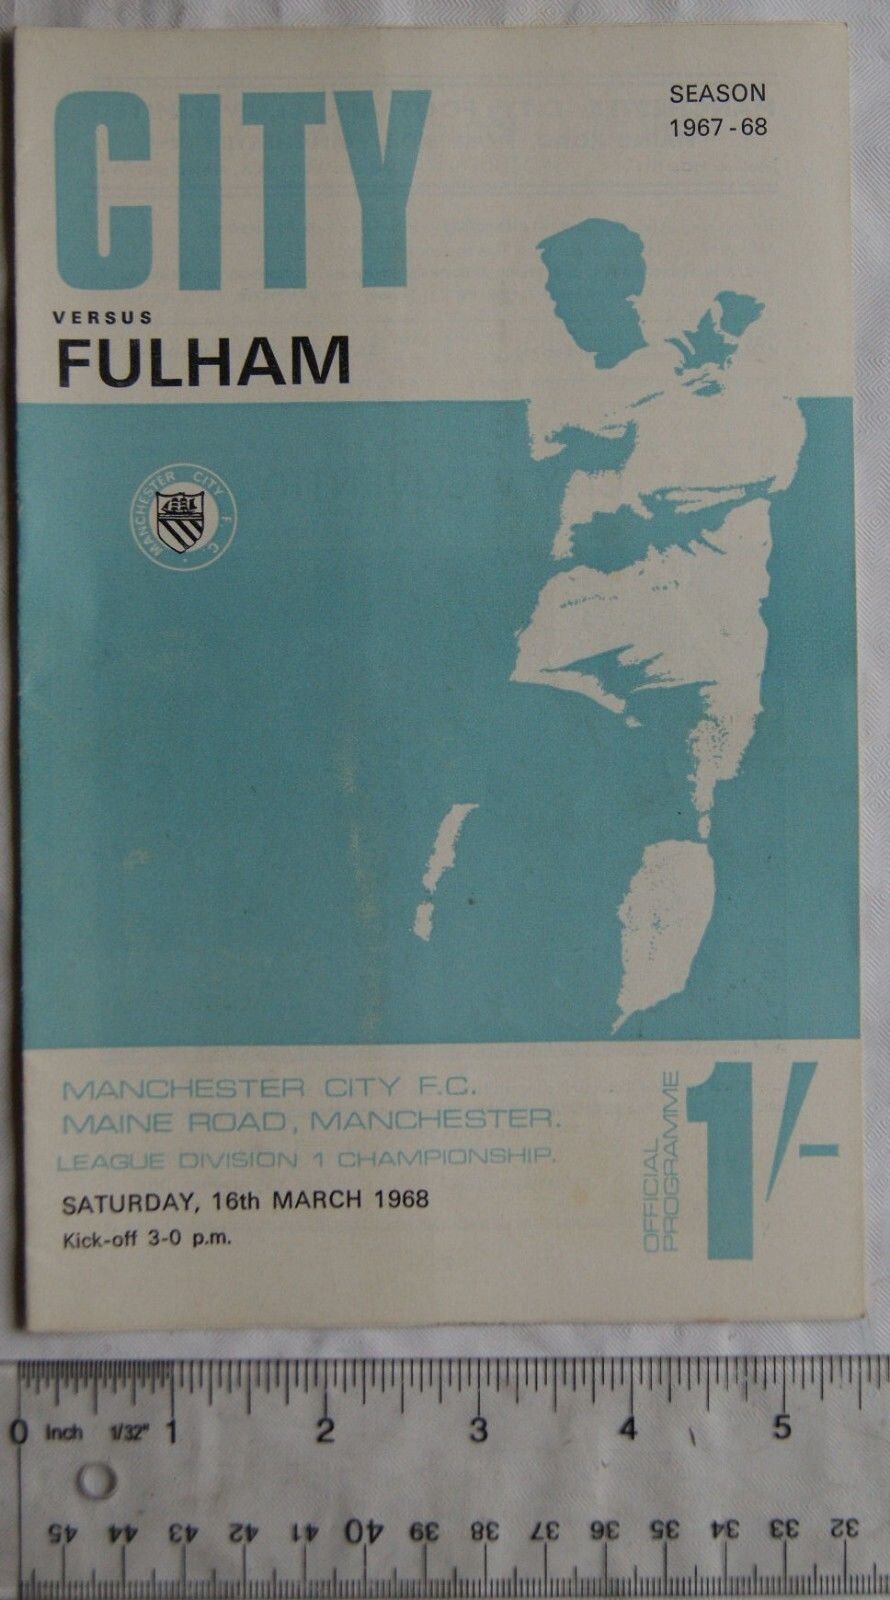 CITY
SEASON
1967-68
VERSUS
FULHAM
MANCHESTER CITY F.C.
MANCHESTER CITY F.C.
MAINE ROAD, MANCHESTER.
LEAGUE DIVISION 1 CHAMPIONSHIP.
SATURDAY, 16th MARCH 1968
Kick-off 3-0 p.m.
OFFICIAL
PROGRAMME
1/-
0 Inch 1/32" 1 2 3 4 5
45 44 43 42 41 40 39 38 37 36 35 34 33 32